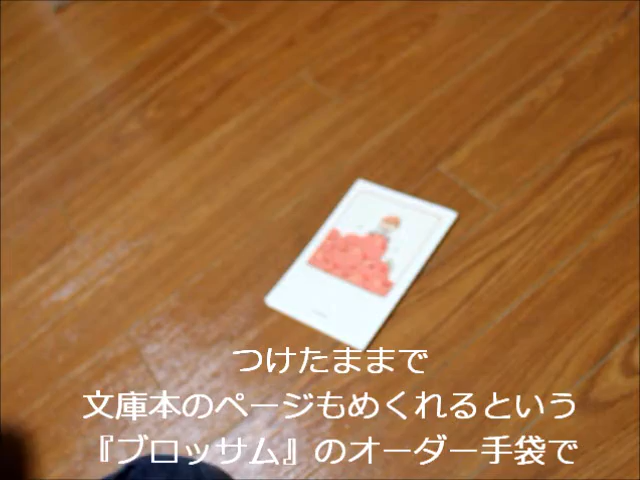 つけたままで
文庫本のページもめくれるという
『ブロッサム』のオーダー手袋で